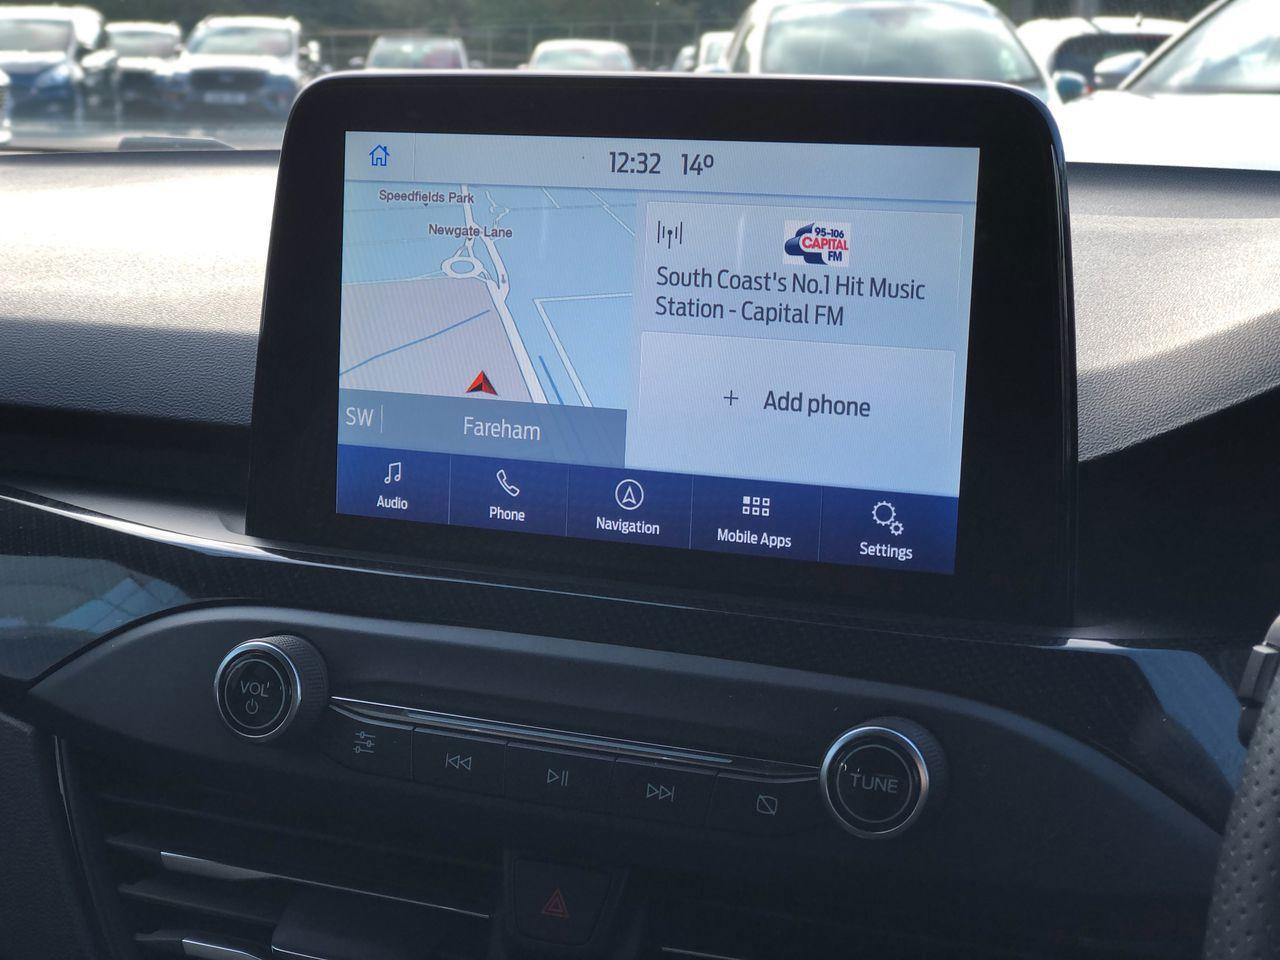 12:32 14º
Speedfields Park
Newgate Lane
95-106
CAPITAL
FM
South Coast's No.1 Hit Music
Station - Capital FM
+ Add phone
SW
Fareham
Audio
Phone
Navigation
Mobile Apps
Settings
VOL
TUNE